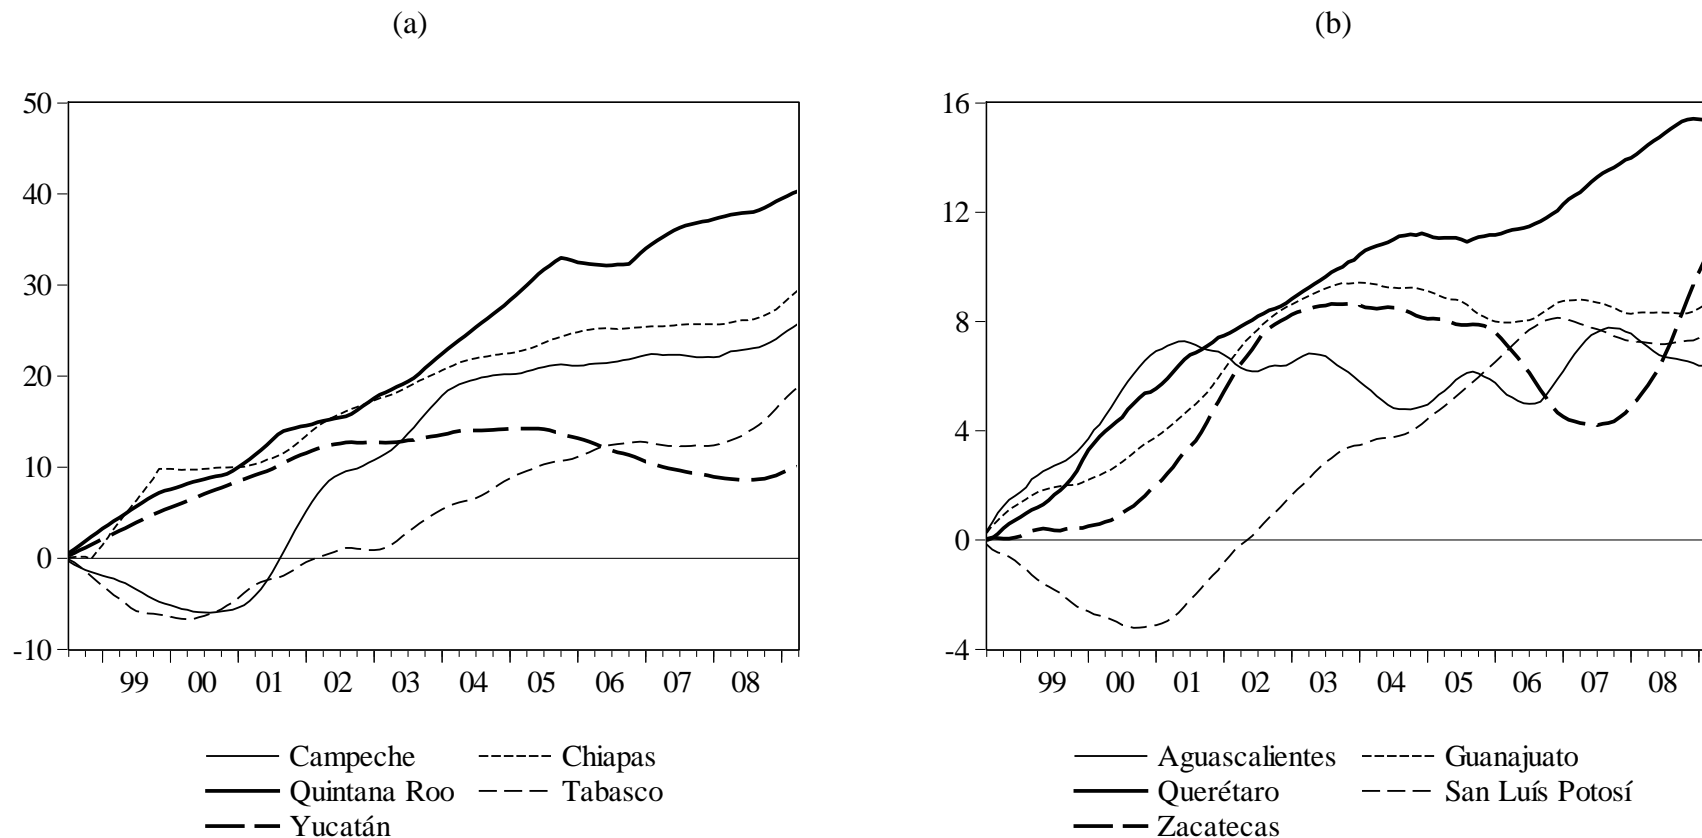 (a)
50
40
30
20
10
0
-10
99 00 01 02 03 04 05 06 07 08
Campeche Chiapas
Quintana Roo Tabasco
Yucatán
(b)
16
12
8
4
0
-4
99 00 01 02 03 04 05 06 07 08
Aguascalientes Guanajuato
Querétaro San Luís Potosí
Zacatecas